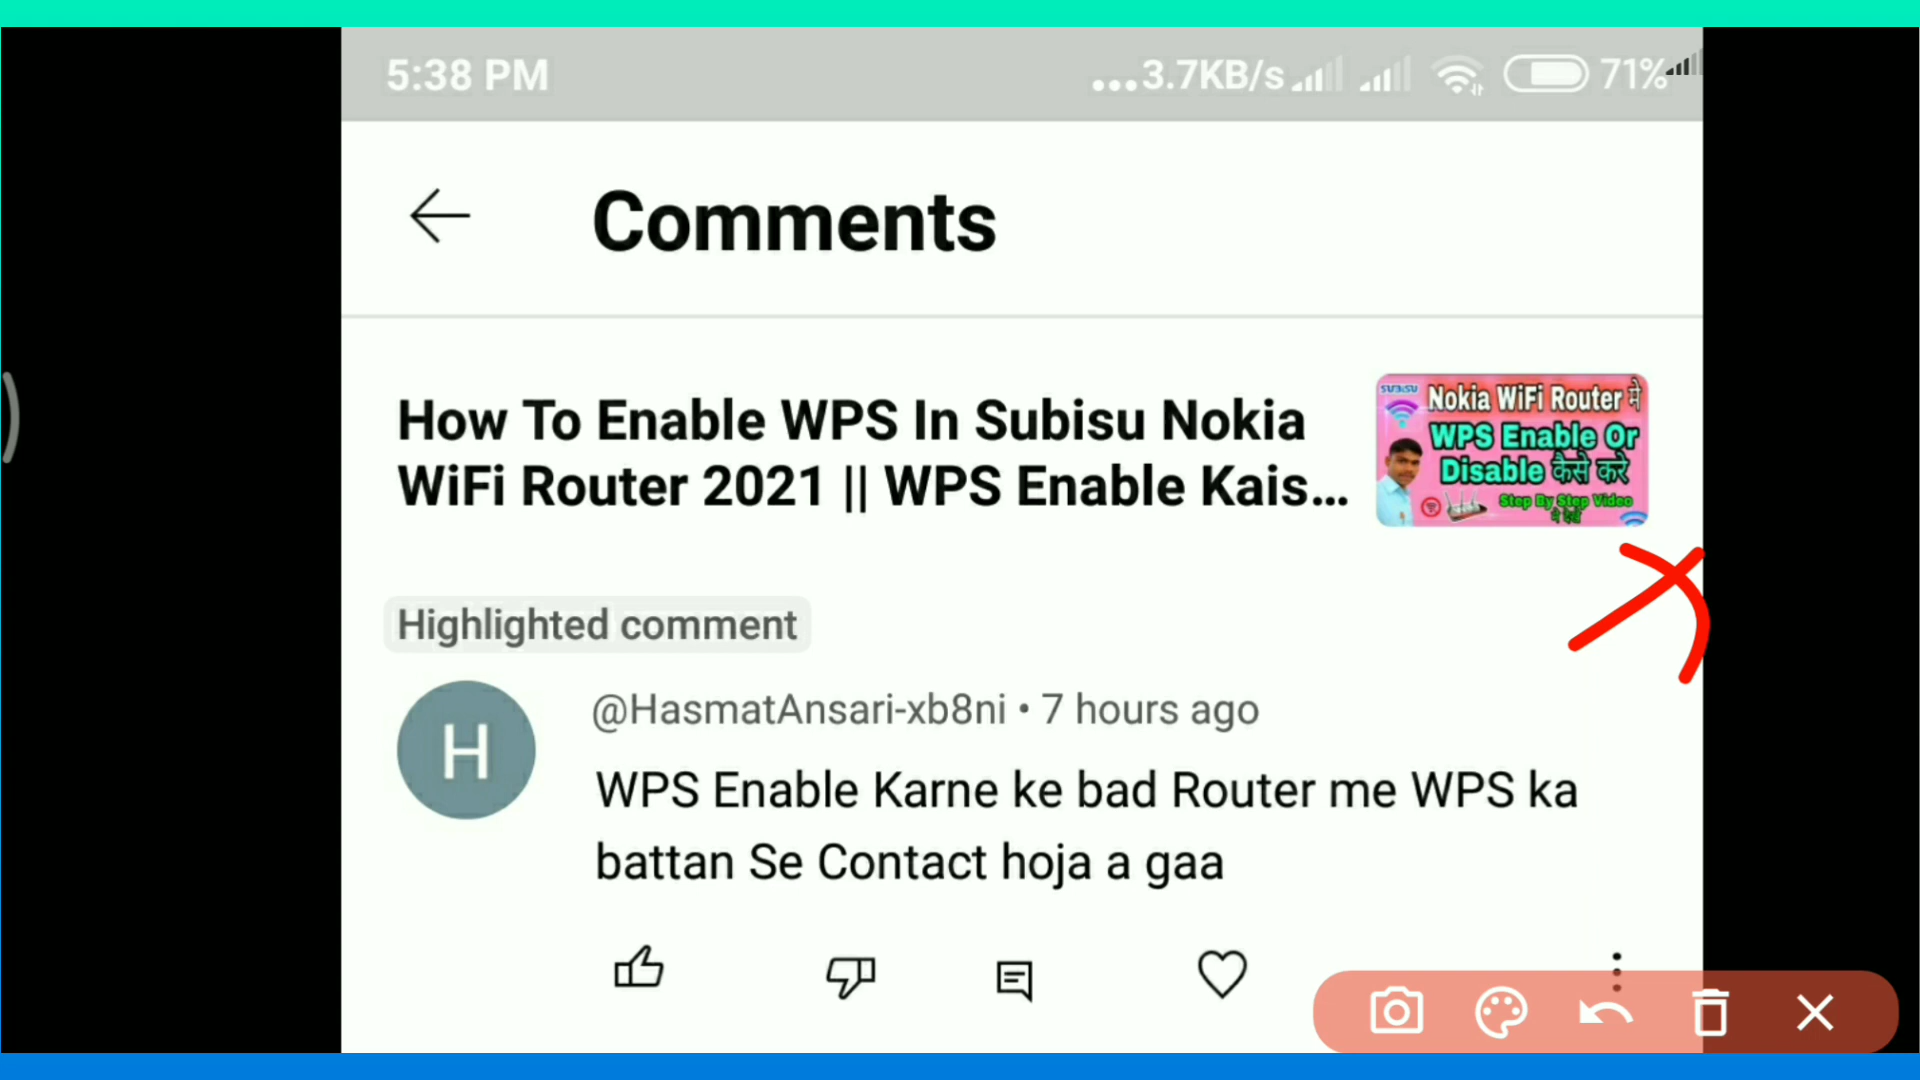 5:38 PM
...3.7KB/s 71%
Comments
How To Enable WPS In Subisu Nokia
WiFi Router 2021 || WPS Enable Kais...
SUBISU
Nokia WiFi Router मे
WPS Enable Or
Disable कैसे करे
Step By Step Video
मे देखें
Highlighted comment
@HasmatAnsari-xb8ni • 7 hours ago
H
WPS Enable Karne ke bad Router me WPS ka
battan Se Contact hoja a gaa